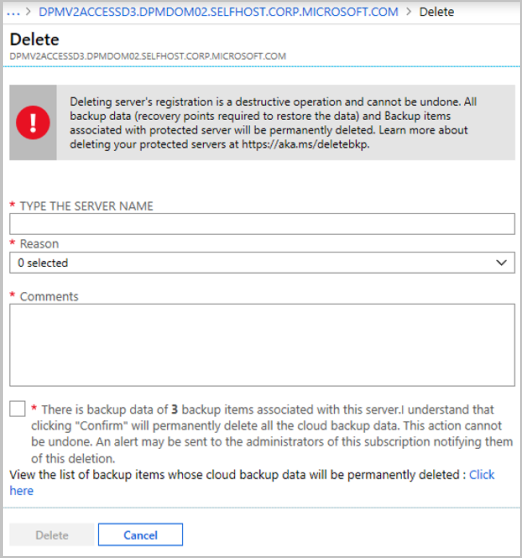 ... > DPMV2ACCESSD3.DPMDOM02.SELFHOST.CORP.MICROSOFT.COM > Delete
Delete
DPMV2ACCESSD3.DPMDOM02.SELFHOST.CORP.MICROSOFT.COM
Deleting server's registration is a destructive operation and cannot be undone. All
backup data (recovery points required to restore the data) and Backup items
associated with protected server will be permanently deleted. Learn more about
deleting your protected servers at https://aka.ms/deletebkp.
* TYPE THE SERVER NAME
* Reason
0 selected
* Comments
* There is backup data of 3 backup items associated with this server.I understand that
clicking "Confirm" will permanently delete all the cloud backup data. This action cannot
be undone. An alert may be sent to the administrators of this subscription notifying them
of this deletion.
View the list of backup items whose cloud backup data will be permanently deleted : Click
here
Delete Cancel